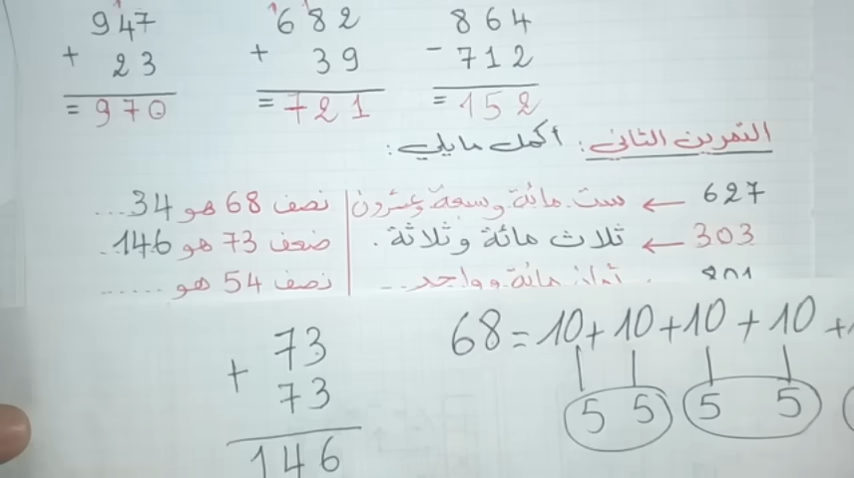 947 682 864
+ 23 + 39 - 712
= 970 = 721 = 152
التمرين الثاني: أكمل ما يلي:
627 ← ست مائة وسبعة وعشرون
نصف 68 هو 34...
303 ← ثلاث مائة وثلاثة.
ضعف 73 هو 146..
801 ثمان مائة وواحد..
نصف 54 هو ......
68 = 10 + 10 + 10 + 10 +
5 5 5 5
73
+ 73
146